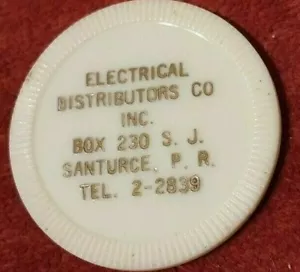 ELECTRICAL
DISTRIBUTORS CO
INC.
BOX 230 S. J.
SANTURCE, P. R.
TEL. 2-2839